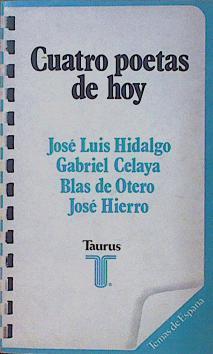 Cuatro poetas
de hoy
José Luis Hidalgo
Gabriel Celaya
Blas de Otero
José Hierro
Taurus
Temas de España